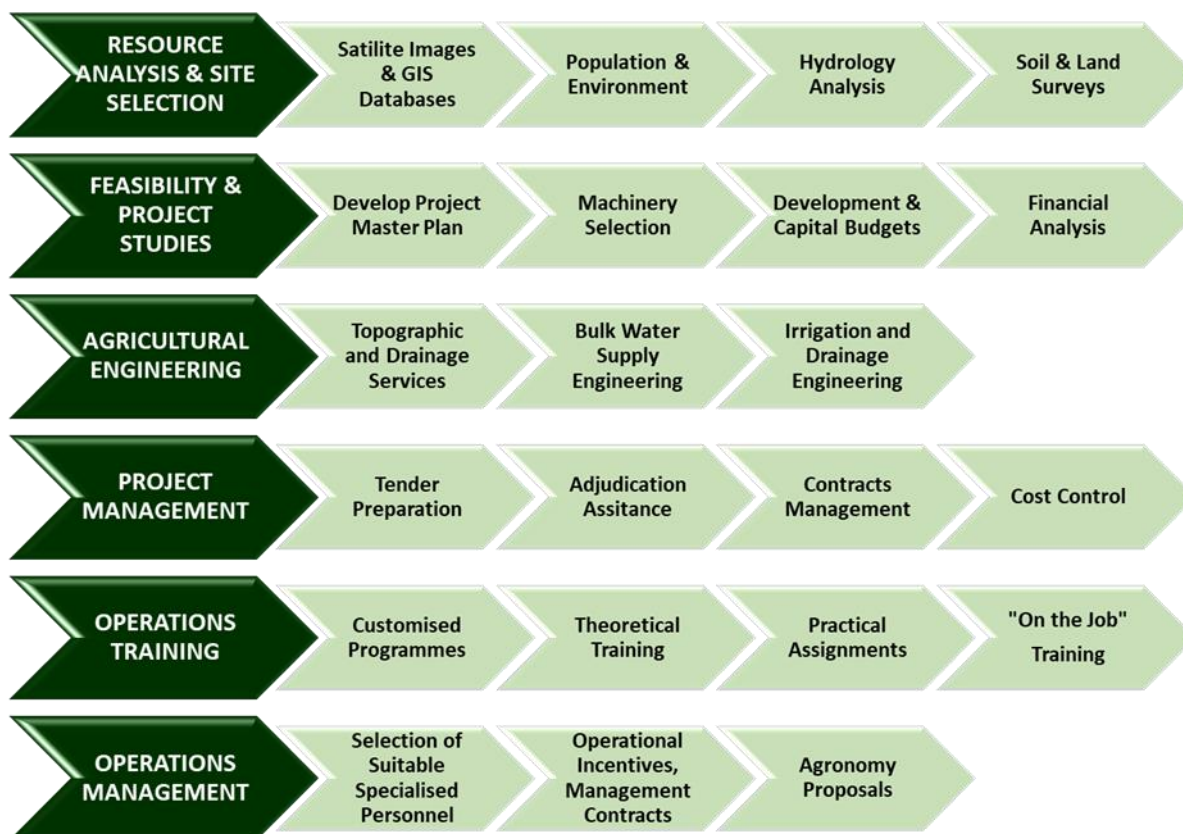 RESOURCE
ANALYSIS & SITE
SELECTION
Satilite Images
& GIS
Databases
Population &
Environment
Hydrology
Analysis
Soil & Land
Surveys
FEASIBILITY &
PROJECT
STUDIES
Develop Project
Master Plan
Machinery
Selection
Development &
Capital Budgets
Financial
Analysis
AGRICULTURAL
ENGINEERING
Topographic
and Drainage
Services
Bulk Water
Supply
Engineering
Irrigation and
Drainage
Engineering
PROJECT
MANAGEMENT
Tender
Preparation
Adjudication
Assitance
Contracts
Management
Cost Control
OPERATIONS
TRAINING
Customised
Programmes
Theoretical
Training
Practical
Assignments
"On the Job"
Training
OPERATIONS
MANAGEMENT
Selection of
Suitable
Specialised
Personnel
Operational
Incentives,
Management
Contracts
Agronomy
Proposals